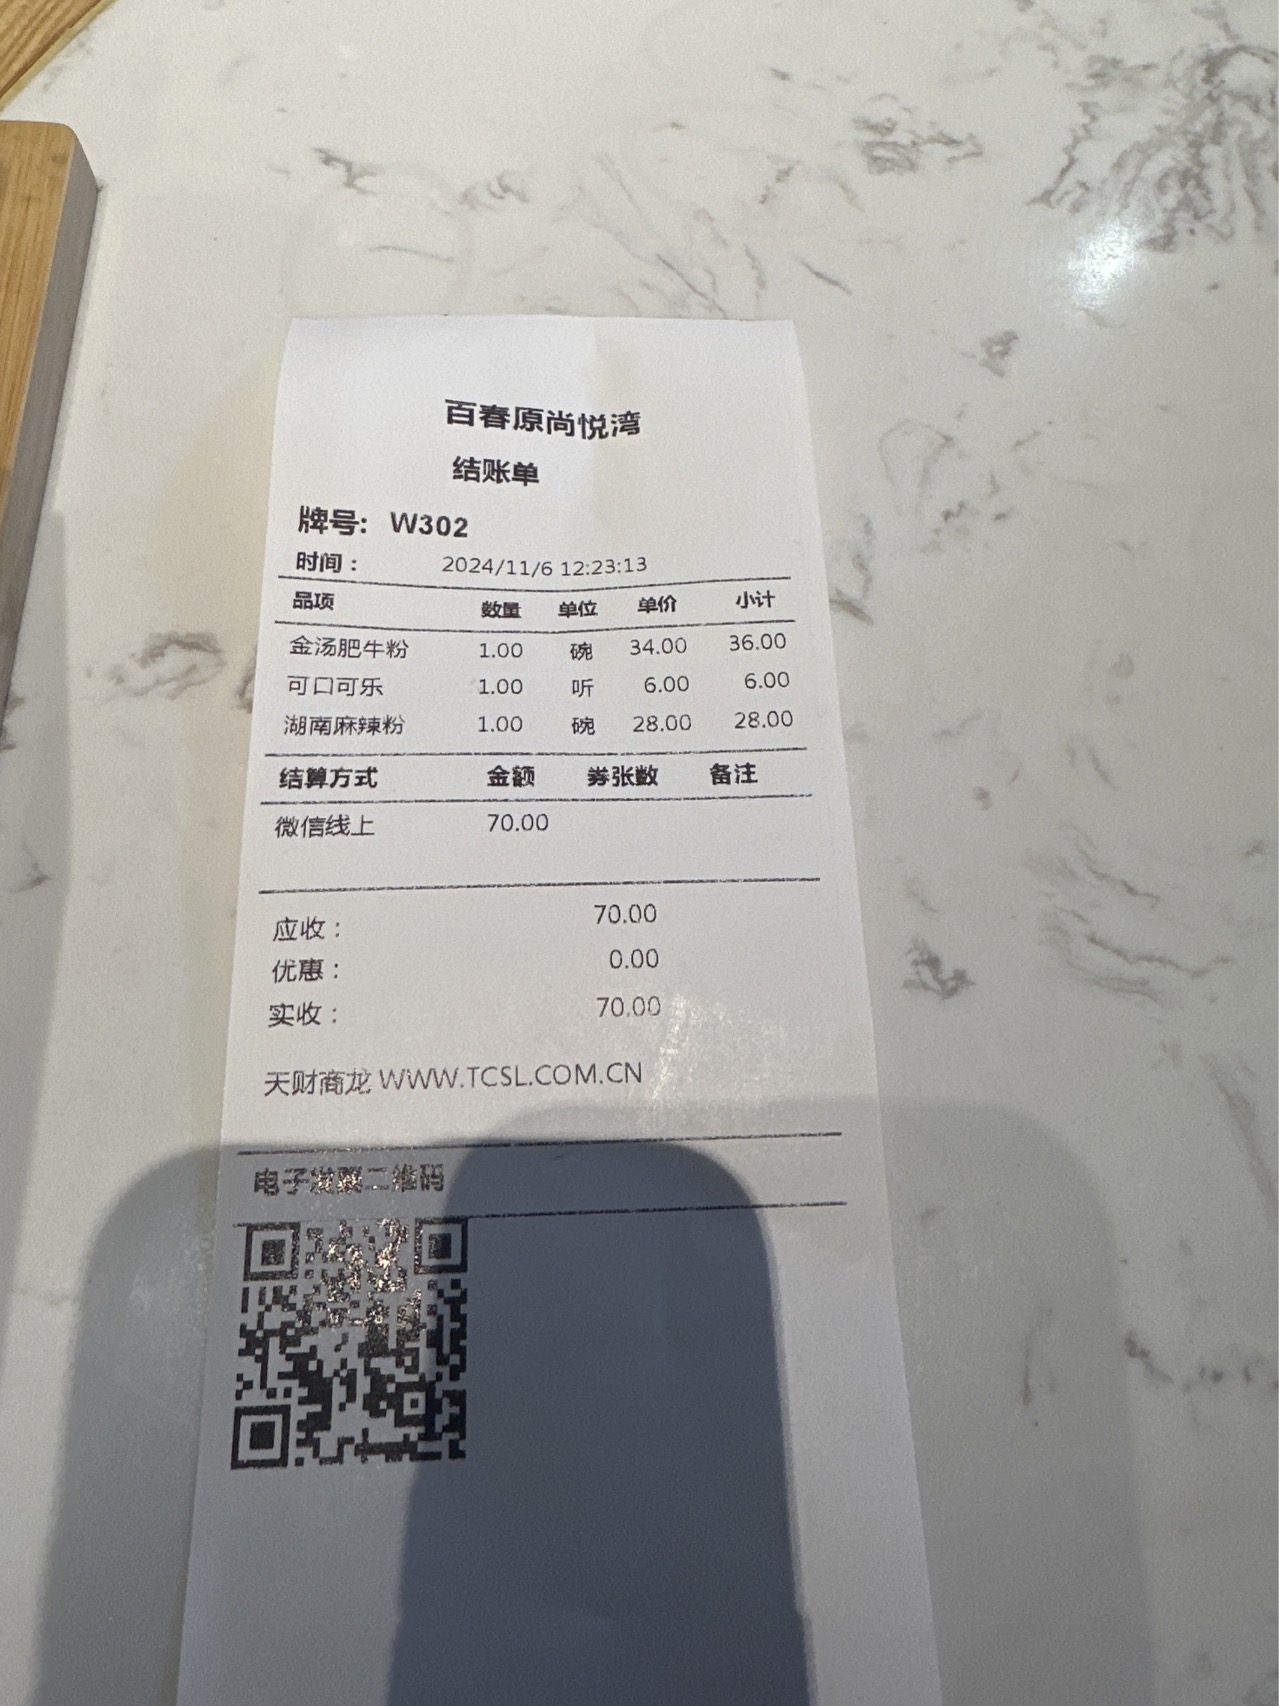 百春原尚悦湾
结账单
牌号: W302
时间： 2024/11/6 12:23:13
品项 数量 单位 单价 小计
金汤肥牛粉 1.00 碗 34.00 36.00
可口可乐 1.00 听 6.00 6.00
湖南麻辣粉 1.00 碗 28.00 28.00
结算方式 金额 券张数 备注
微信线上 70.00
应收： 70.00
优惠： 0.00
实收： 70.00
天财商龙 WWW.TCSL.COM.CN
电子发票二维码